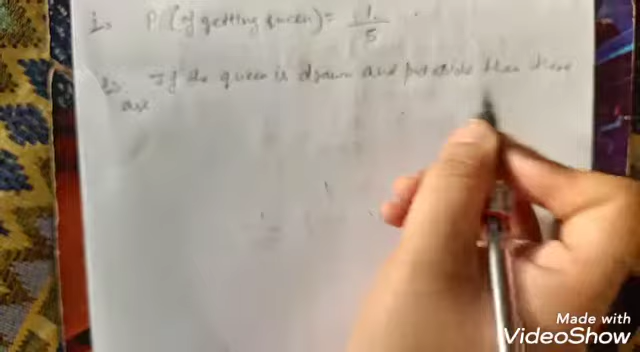 i. P (of getting queen) = 1/5
If the queen is drawn and put aside then there
are
Made with
VideoShow